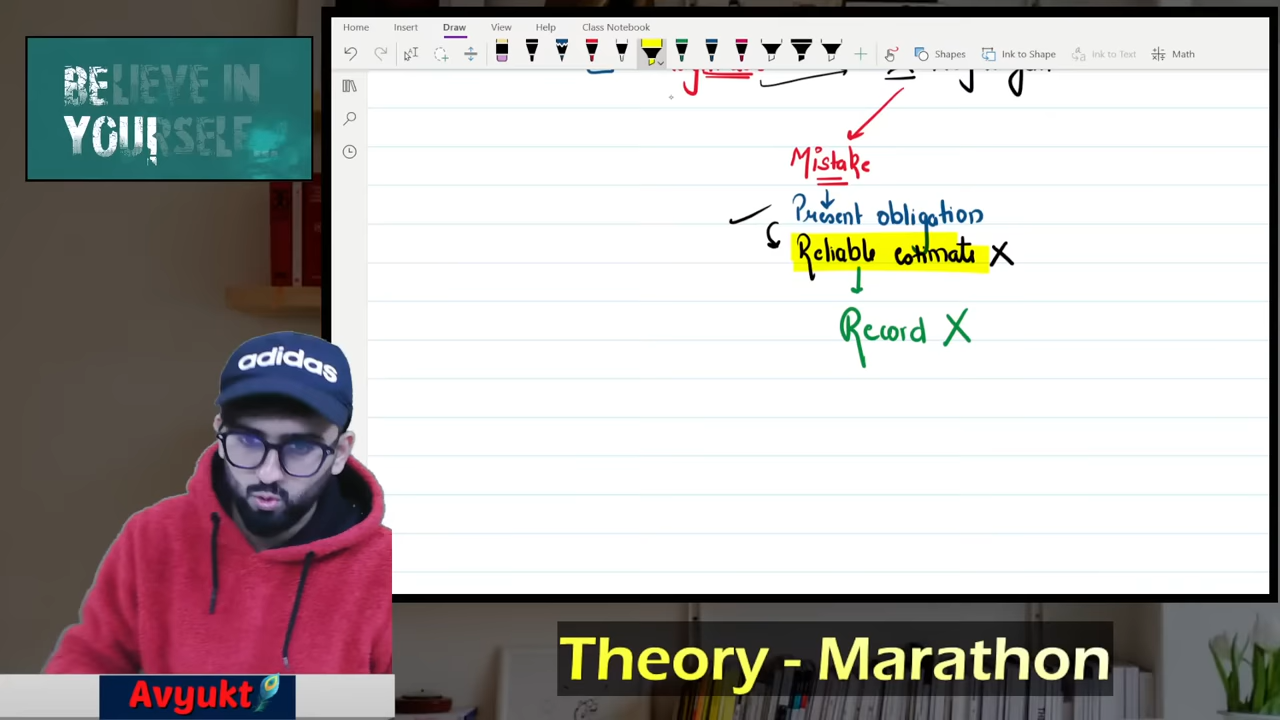 Home Insert Draw View Help Class Notebook
Shapes Ink to Shape Ink to Text Math
BELIEVE IN
YOURSELF...
Mistake
Present obligation
Reliable estimate X
Record X
adidas
Theory - Marathon
Avyukt